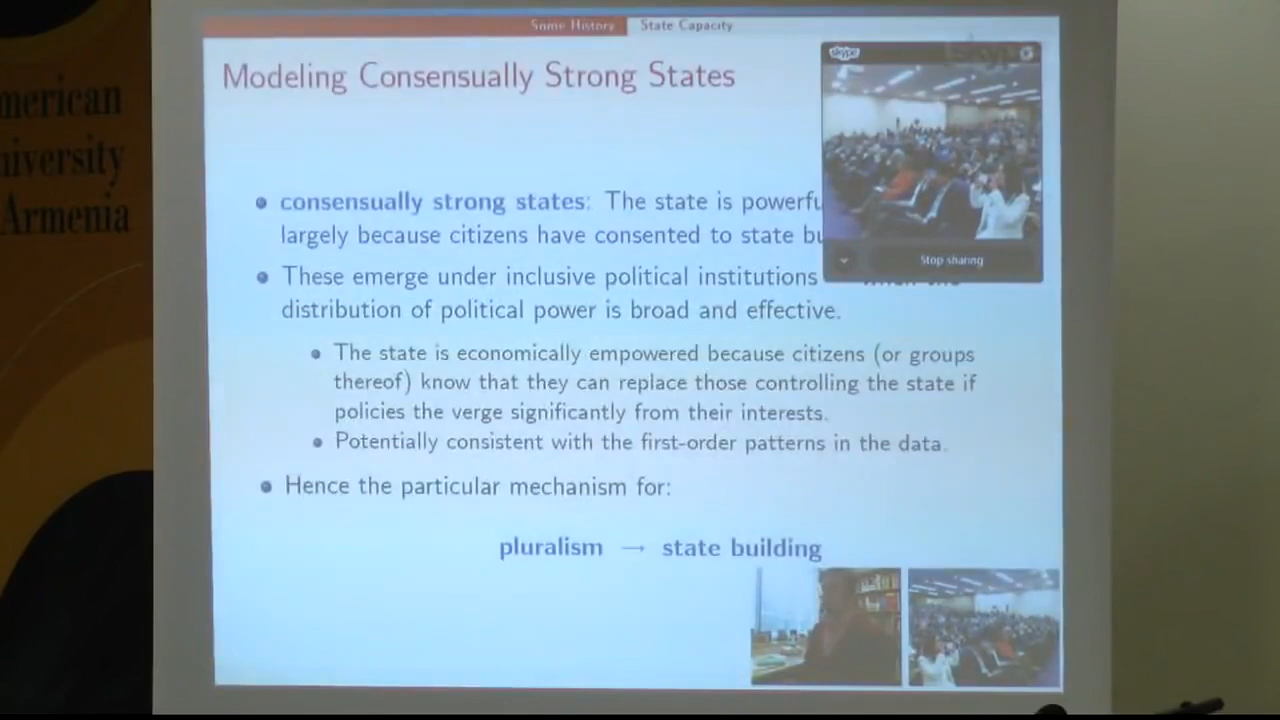 merican
niversity
Armenia
Some History
State Capacity
Modeling Consensually Strong States
skype
consensually strong states: The state is powerfu
largely because citizens have consented to state bu
Stop sharing
These emerge under inclusive political institutions
distribution of political power is broad and effective.
The state is economically empowered because citizens (or groups
thereof) know that they can replace those controlling the state if
policies the verge significantly from their interests.
Potentially consistent with the first-order patterns in the data.
Hence the particular mechanism for:
pluralism → state building